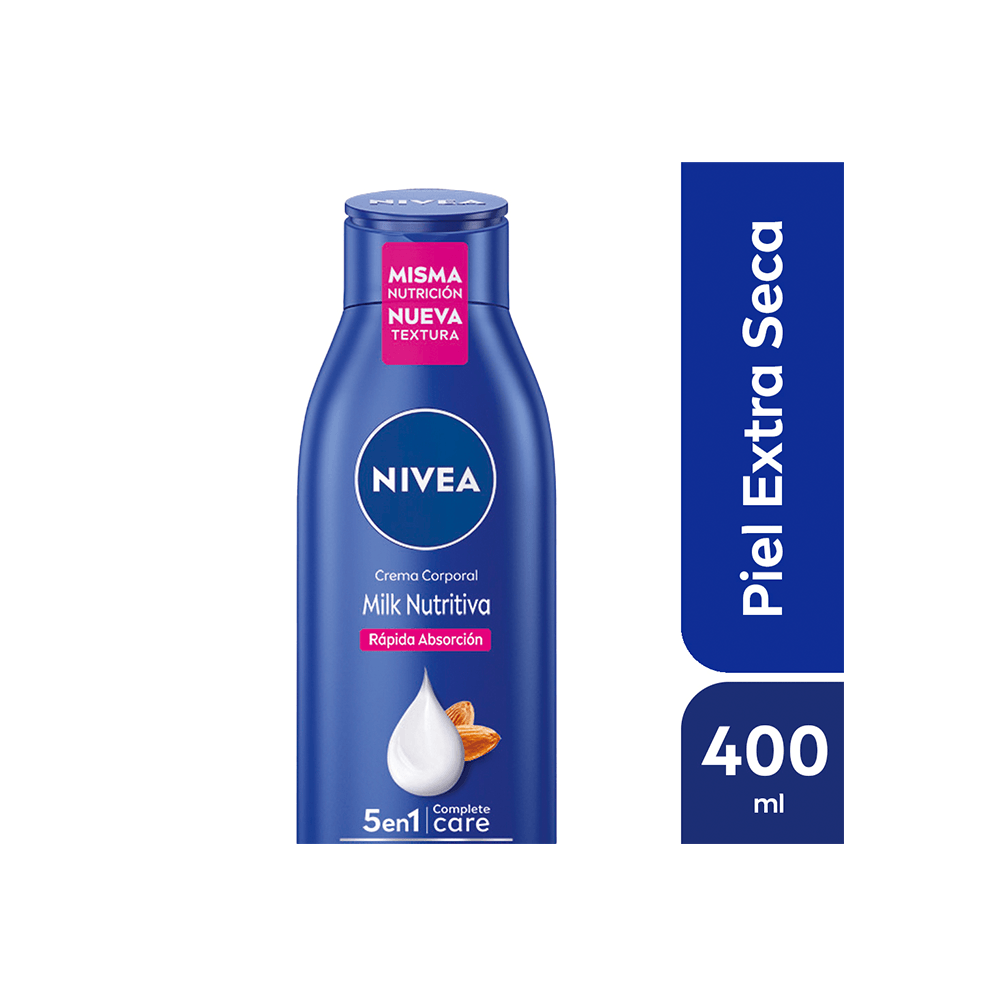 NIVEA
MISMA
NUTRICIÓN
NUEVA
TEXTURA
NIVEA
Crema Corporal
Milk Nutritiva
Rápida Absorción
5en1 Complete
care
Piel Extra Seca
400
ml